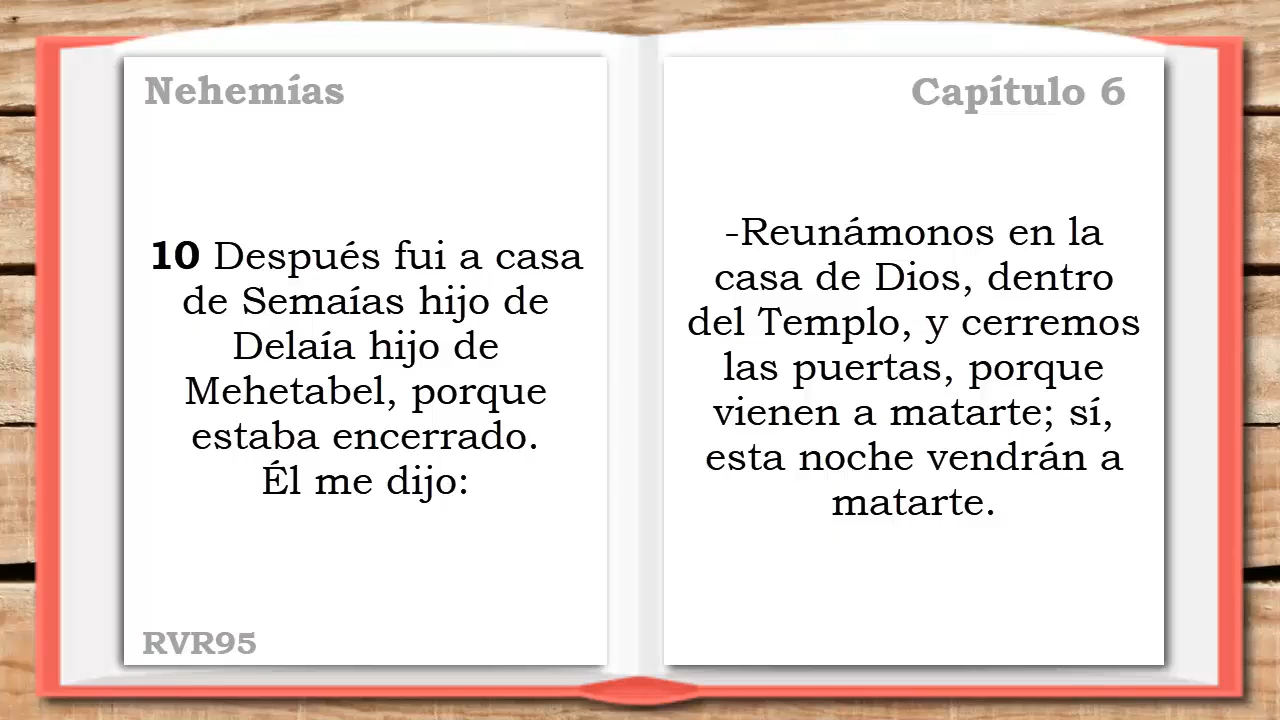 Nehemías
10 Después fui a casa
de Semaías hijo de
Delaía hijo de
Mehetabel, porque
estaba encerrado.
Él me dijo:
RVR95
Capítulo 6
-Reunámonos en la
casa de Dios, dentro
del Templo, y cerremos
las puertas, porque
vienen a matarte; sí,
esta noche vendrán a
matarte.